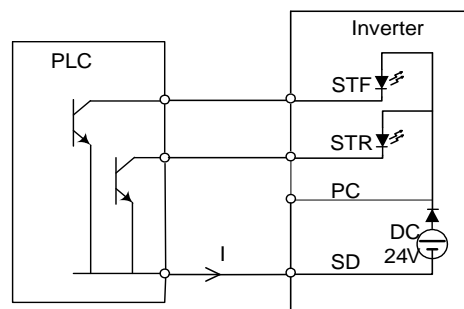 Inverter
PLC
STF
STR
PC
I
SD
DC
24V